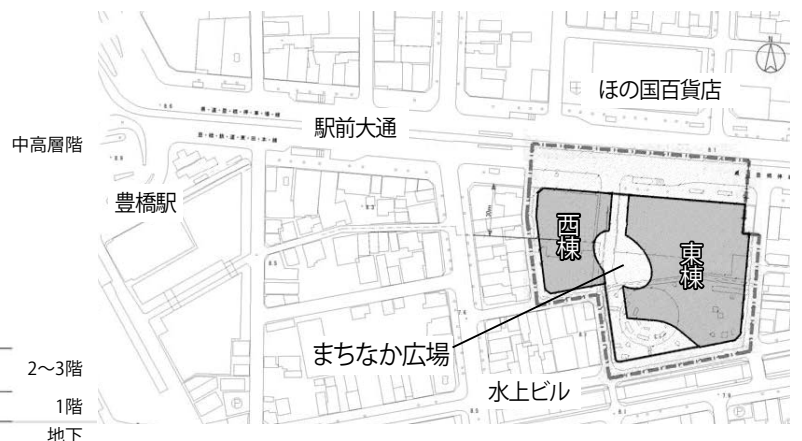 中高層階
2〜3階
1階
地下
ほの国百貨店
駅前大通
豊橋駅
西棟
東棟
まちなか広場
水上ビル
N
30m